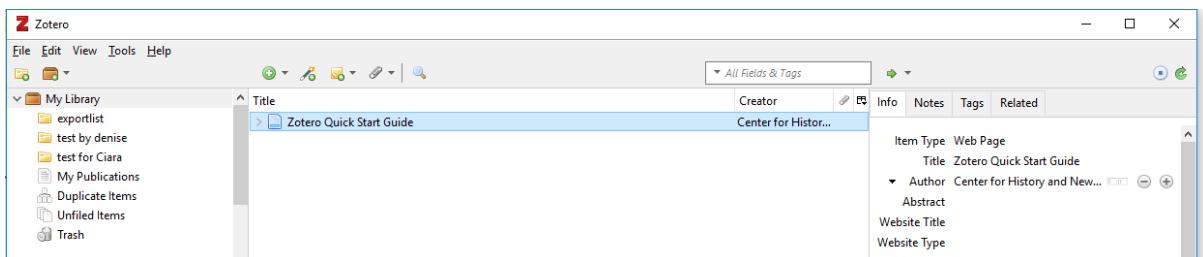 Z Zotero
File Edit View Tools Help
All Fields & Tags
My Library
exportlist
test by denise
test for Ciara
My Publications
Duplicate Items
Unfiled Items
Trash
Title Creator
Zotero Quick Start Guide Center for Histor...
Info Notes Tags Related
Item Type Web Page
Title Zotero Quick Start Guide
Author Center for History and New...
Abstract
Website Title
Website Type